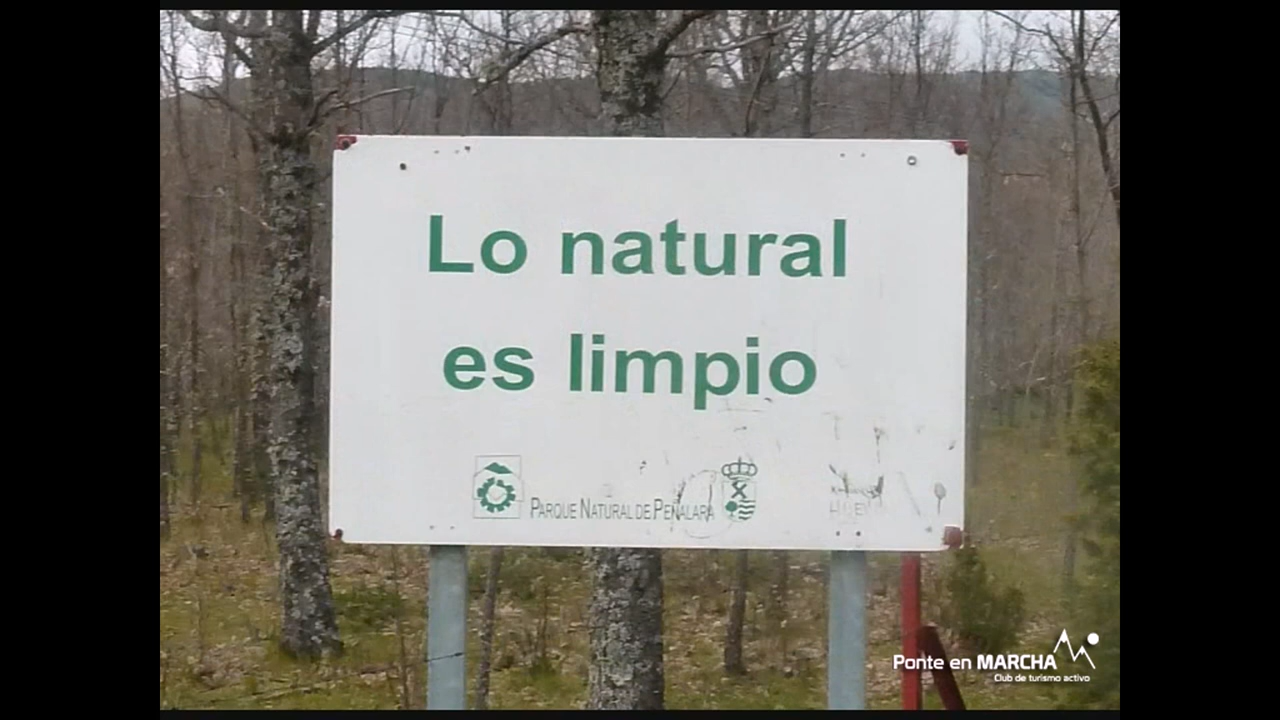 Lo natural
es limpio
PARQUE NATURAL DE PEÑALARA
Ponte en MARCHA
Club de turismo activo